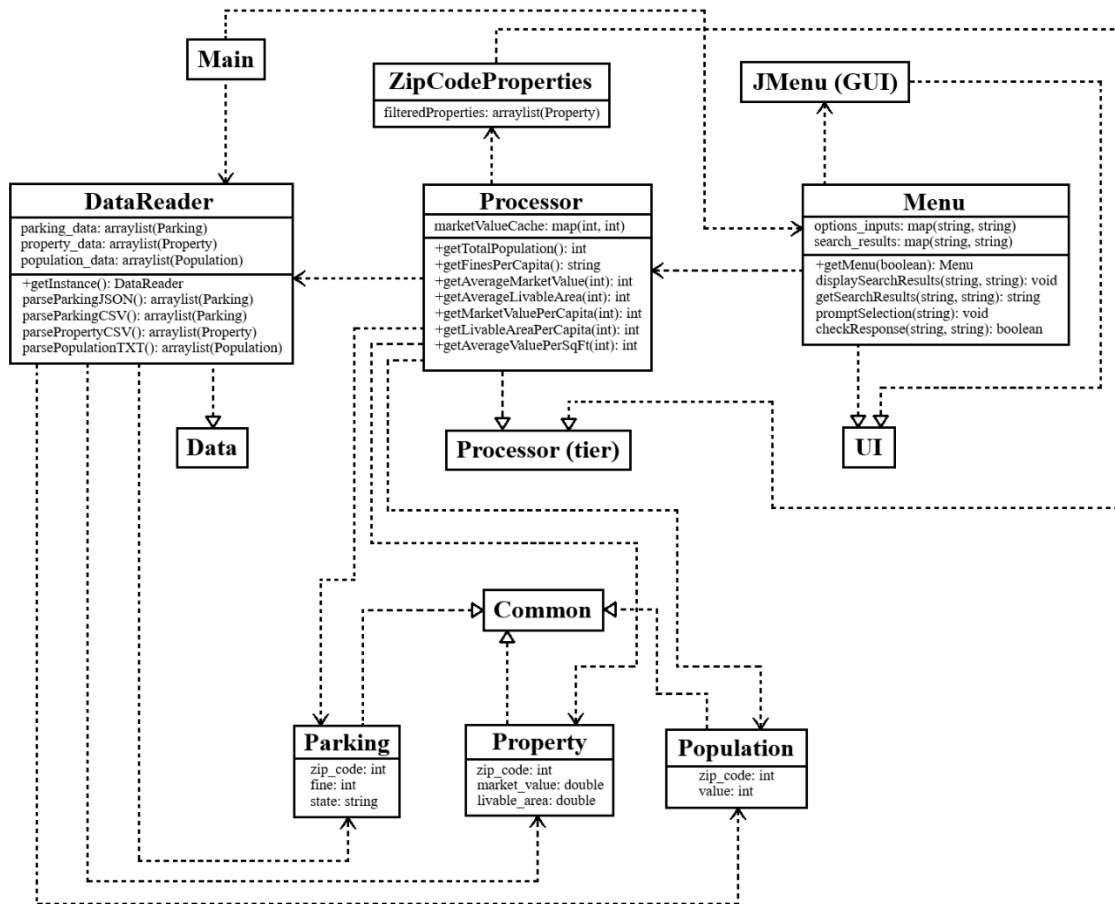 Main
ZipCodeProperties
filteredProperties: arraylist(Property)
JMenu (GUI)
DataReader
parking_data: arraylist(Parking)
property_data: arraylist(Property)
population_data: arraylist(Population)
+getInstance(): DataReader
parseParkingJSON(): arraylist(Parking)
parseParkingCSV(): arraylist(Parking)
parsePropertyCSV(): arraylist(Property)
parsePopulationTXT(): arraylist(Population)
Processor
marketValueCache: map(int, int)
+getTotalPopulation(): int
+getFinesPerCapita(): string
+getAverageMarketValue(int): int
+getAverageLivableArea(int): int
+getMarketValuePerCapita(int): int
+getLivableAreaPerCapita(int): int
+getAverageValuePerSqFt(int): int
Menu
options_inputs: map(string, string)
search_results: map(string, string)
+getMenu(boolean): Menu
displaySearchResults(string, string): void
getSearchResults(string, string): string
promptSelection(string): void
checkResponse(string, string): boolean
Data
Processor (tier)
UI
Common
Parking
zip_code: int
fine: int
state: string
Property
zip_code: int
market_value: double
livable_area: double
Population
zip_code: int
value: int